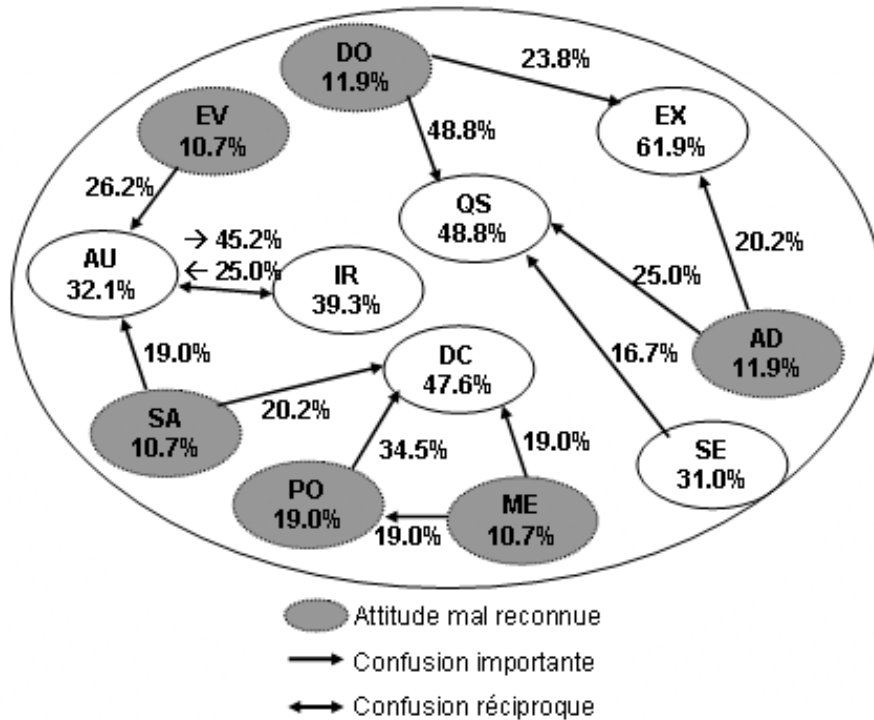 DO
11.9%
23.8%
EV
10.7%
EX
61.9%
48.8%
26.2%
QS
48.8%
→ 45.2%
← 25.0%
AU
32.1%
IR
39.3%
20.2%
25.0%
AD
11.9%
19.0%
DC
47.6%
16.7%
20.2%
SA
10.7%
34.5%
19.0%
SE
31.0%
PO
19.0%
19.0%
ME
10.7%
Attitude mal reconnue
Confusion importante
Confusion réciproque